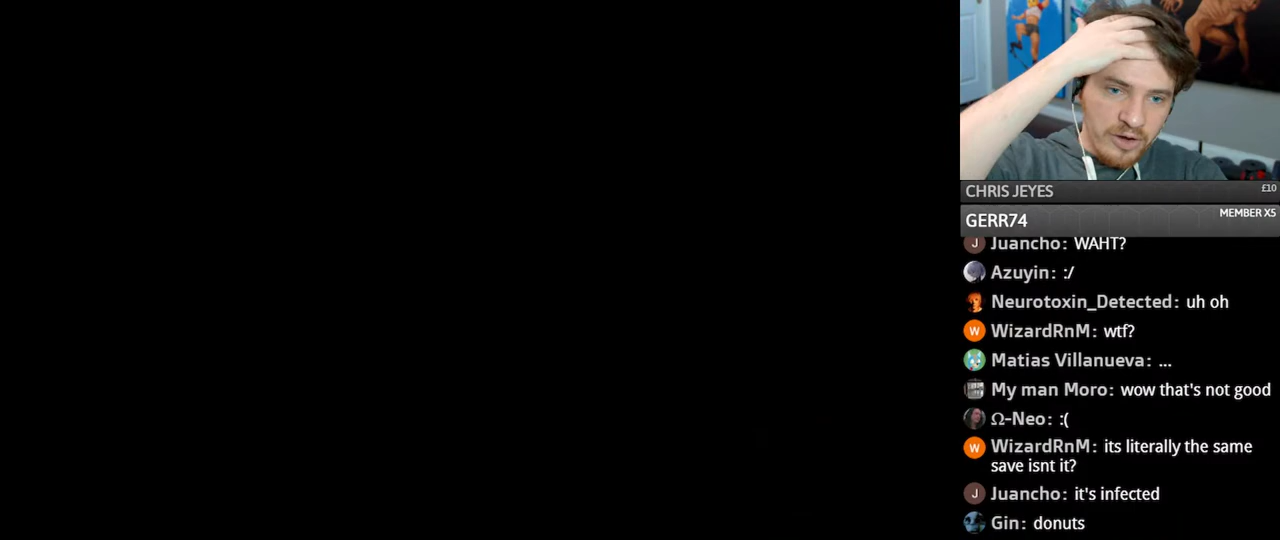 CHRIS JEYES
£10
GERR74
MEMBER X5
J Juancho: WAHT?
Azuyin: :/
Neurotoxin_Detected: uh oh
W WizardRnM: wtf?
Matias Villanueva: ...
My man Moro: wow that's not good
Ω-Neo: :(
W WizardRnM: its literally the same
save isnt it?
J Juancho: it's infected
Gin: donuts